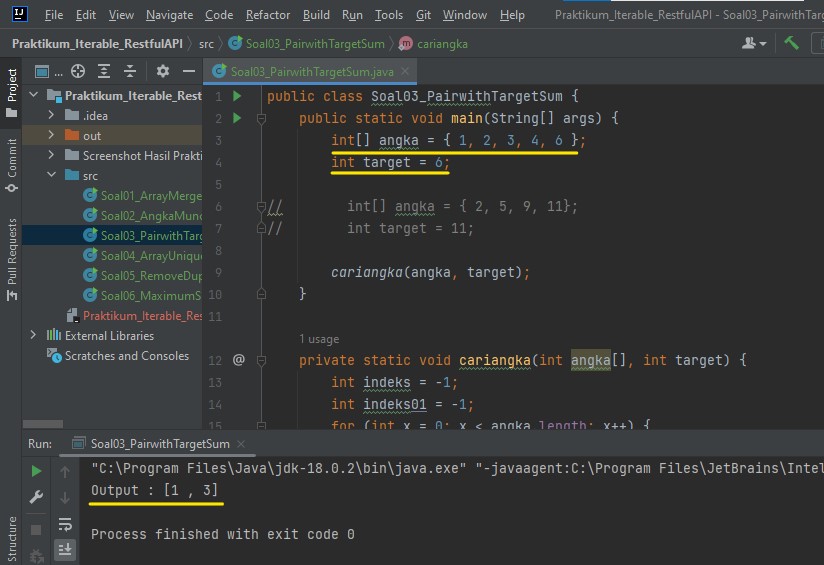 IJ File Edit View Navigate Code Refactor Build Run Tools Git Window Help Praktikum_Iterable_RestfulAPI - Soal03_PairwithTarg
Praktikum_Iterable_RestfulAPI src Soal03_PairwithTargetSum cariangka
Project
Commit
Pull Requests
Structure
...
Praktikum_Iterable_Rest
.idea
out
Screenshot Hasil Prakti
src
Soal01_ArrayMerge
Soal02_AngkaMun
Soal03_PairwithTarg
Soal04_ArrayUniqu
Soal05_RemoveDup
Soal06_MaximumS
Praktikum_Iterable_Res
External Libraries
Scratches and Consoles
Soal03_PairwithTargetSum.java
1 public class Soal03_PairwithTargetSum {
2 public static void main(String[] args) {
3 int[] angka = { 1, 2, 3, 4, 6 };
4 int target = 6;
5
6 // int[] angka = { 2, 5, 9, 11};
7 // int target = 11;
8
9 cariangka(angka, target);
10 }
11
1 usage
12 @ private static void cariangka(int angka[], int target) {
13 int indeks = -1;
14 int indeks01 = -1;
15 for (int x = 0; x < angka.length; x++) {
Run: Soal03_PairwithTargetSum
"C:\Program Files\Java\jdk-18.0.2\bin\java.exe" "-javaagent:C:\Program Files\JetBrains\Intel
Output : [1 , 3]
Process finished with exit code 0